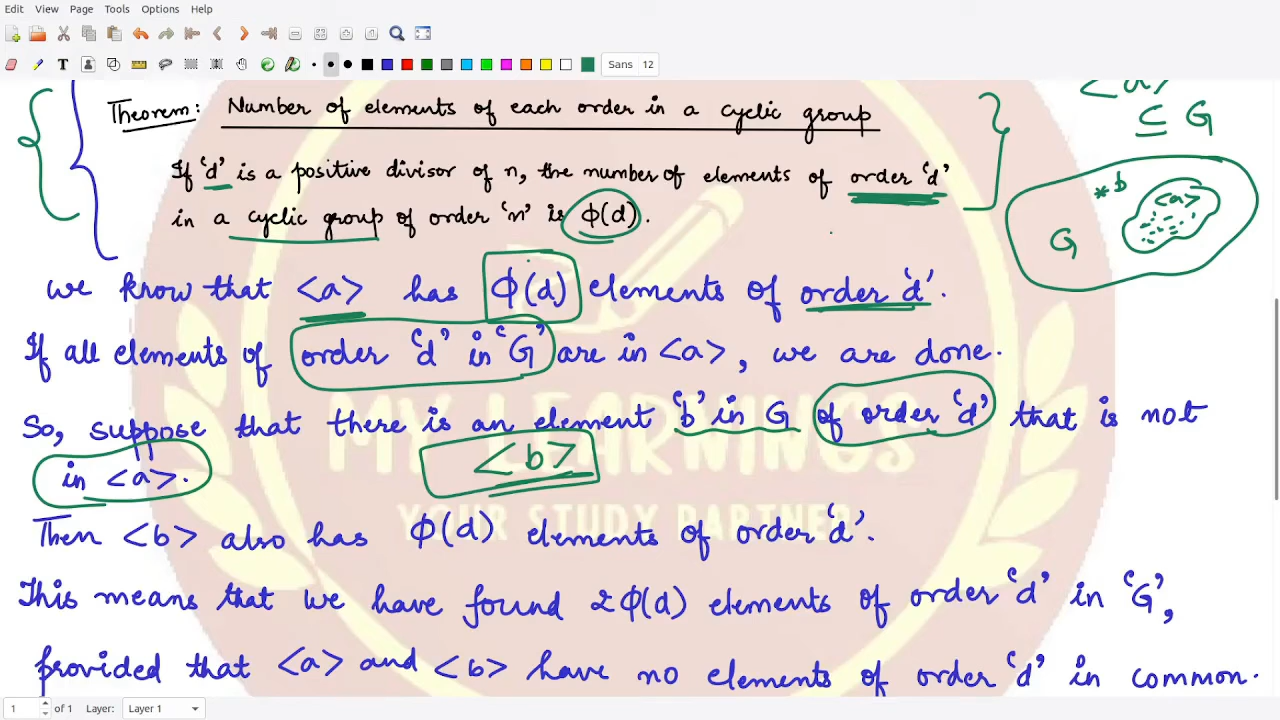 Edit View Page Tools Options Help
Sans 12
Theorem: Number of elements of each order in a cyclic group
If 'd' is a positive divisor of n, the number of elements of order 'd'
in a cyclic group of order 'n' is ϕ(d).
<a>
⊆ G
*b
<a>
G
we know that <a> has ϕ(d) elements of order 'd'.
If all elements of order 'd' in 'G' are in <a>, we are done.
So, suppose that there is an element 'b' in G of order 'd' that is not
in <a>.
<b>
Then <b> also has ϕ(d) elements of order 'd'.
This means that we have found 2ϕ(d) elements of order 'd' in 'G',
provided that <a> and <b> have no elements of order 'd' in common.
MY LEARNINGS
YOUR STUDY PARTNER
1 of 1 Layer: Layer 1